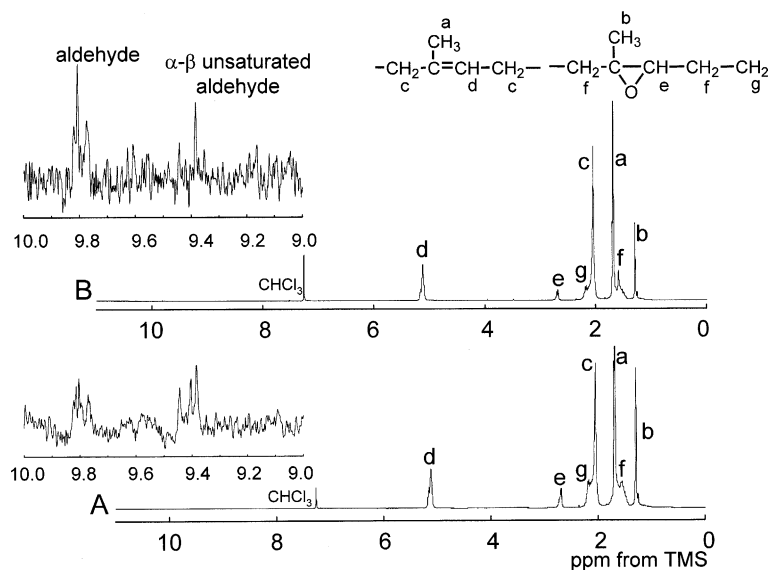 a
b
CH₃
CH₃
–CH₂–C=CH–CH₂– –CH₂–C–CH–CH₂–CH₂–
O
c d c f e f g
aldehyde
α-β unsaturated
aldehyde
10.0 9.8 9.6 9.4 9.2 9.0
B
CHCl₃
d
e
g
c
a
f
b
10 8 6 4 2 0
10.0 9.8 9.6 9.4 9.2 9.0
A
CHCl₃
d
e
g
c
a
f
b
10 8 6 4 2 0
ppm from TMS